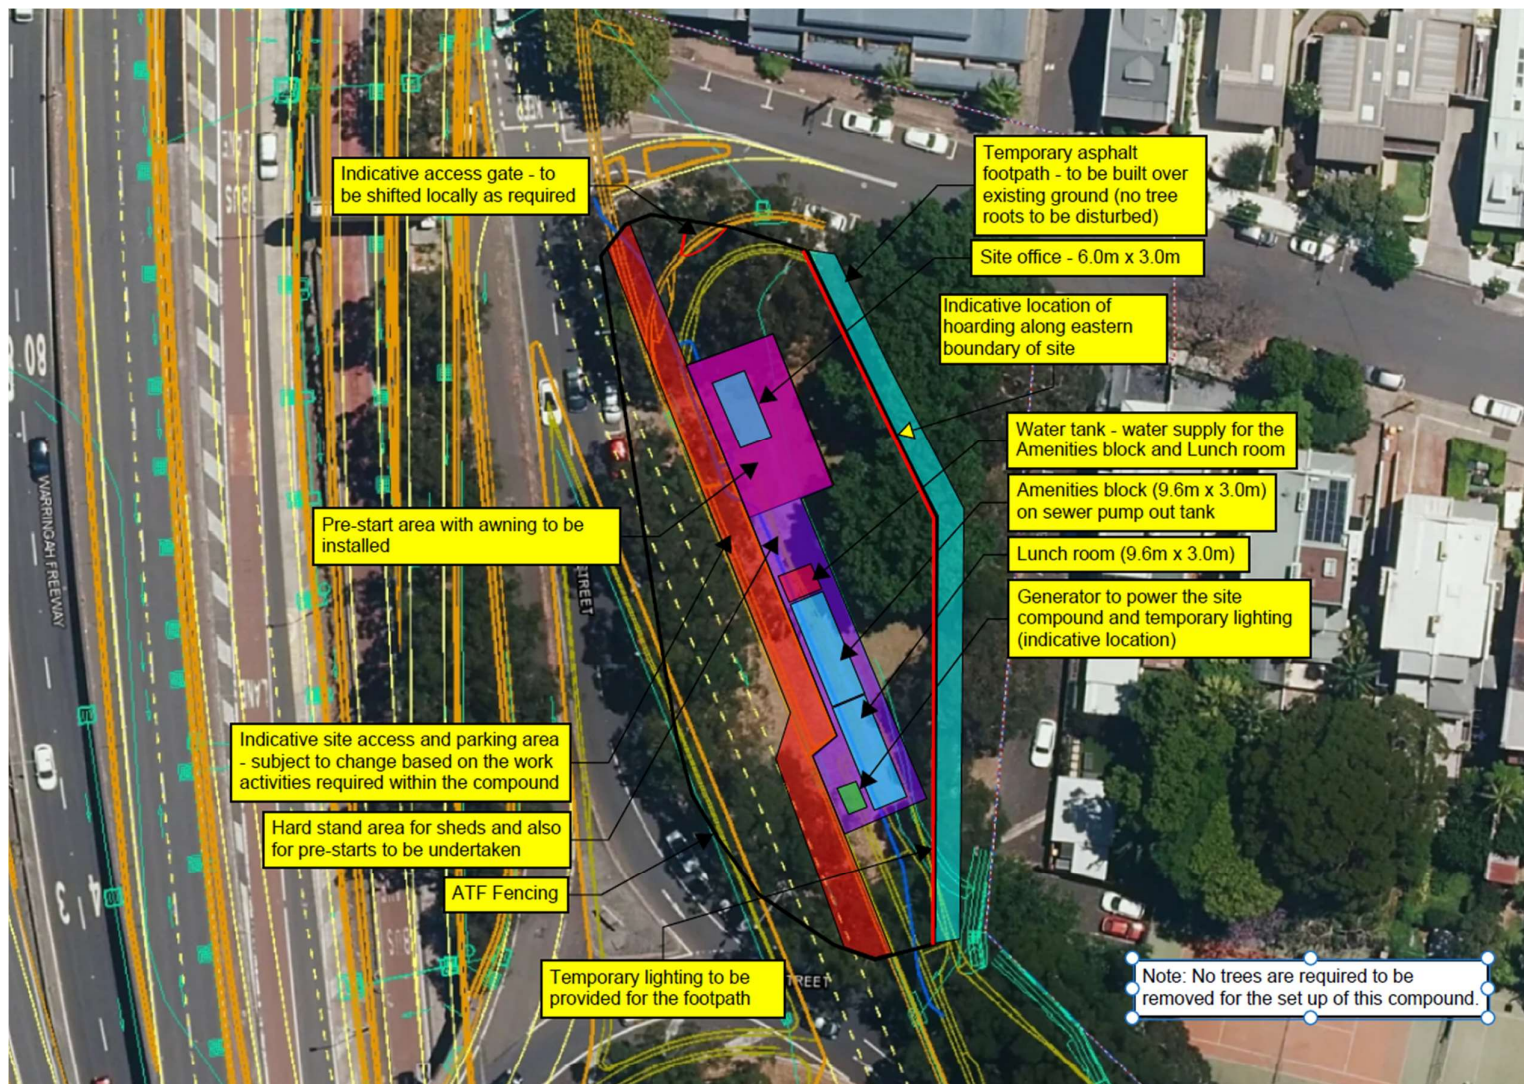 Indicative access gate - to
be shifted locally as required
Temporary asphalt
footpath - to be built over
existing ground (no tree
roots to be disturbed)
Site office - 6.0m x 3.0m
Indicative location of
hoarding along eastern
boundary of site
Water tank - water supply for the
Amenities block and Lunch room
Amenities block (9.6m x 3.0m)
on sewer pump out tank
Pre-start area with awning to be
installed
Lunch room (9.6m x 3.0m)
Generator to power the site
compound and temporary lighting
(indicative location)
Indicative site access and parking area
- subject to change based on the work
activities required within the compound
Hard stand area for sheds and also
for pre-starts to be undertaken
ATF Fencing
Temporary lighting to be
provided for the footpath
Note: No trees are required to be
removed for the set up of this compound.
WARRINGAH FREEWAY
STREET
TREET
BUS
BUS
80